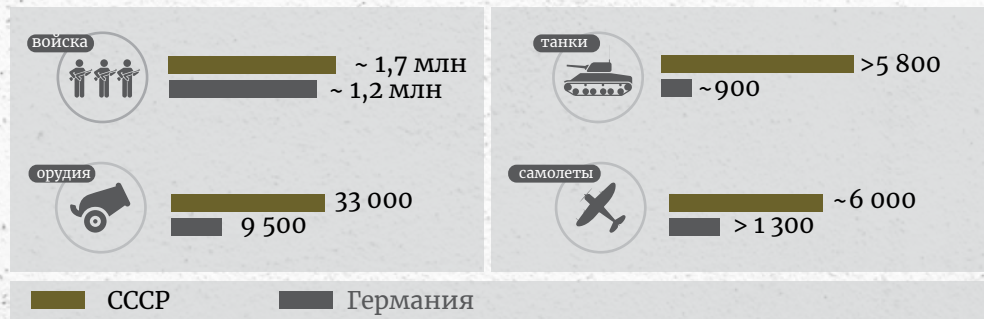 войска
~ 1,7 млн
~ 1,2 млн
танки
>5 800
~900
орудия
33 000
9 500
самолеты
~6 000
> 1 300
СССР
Германия